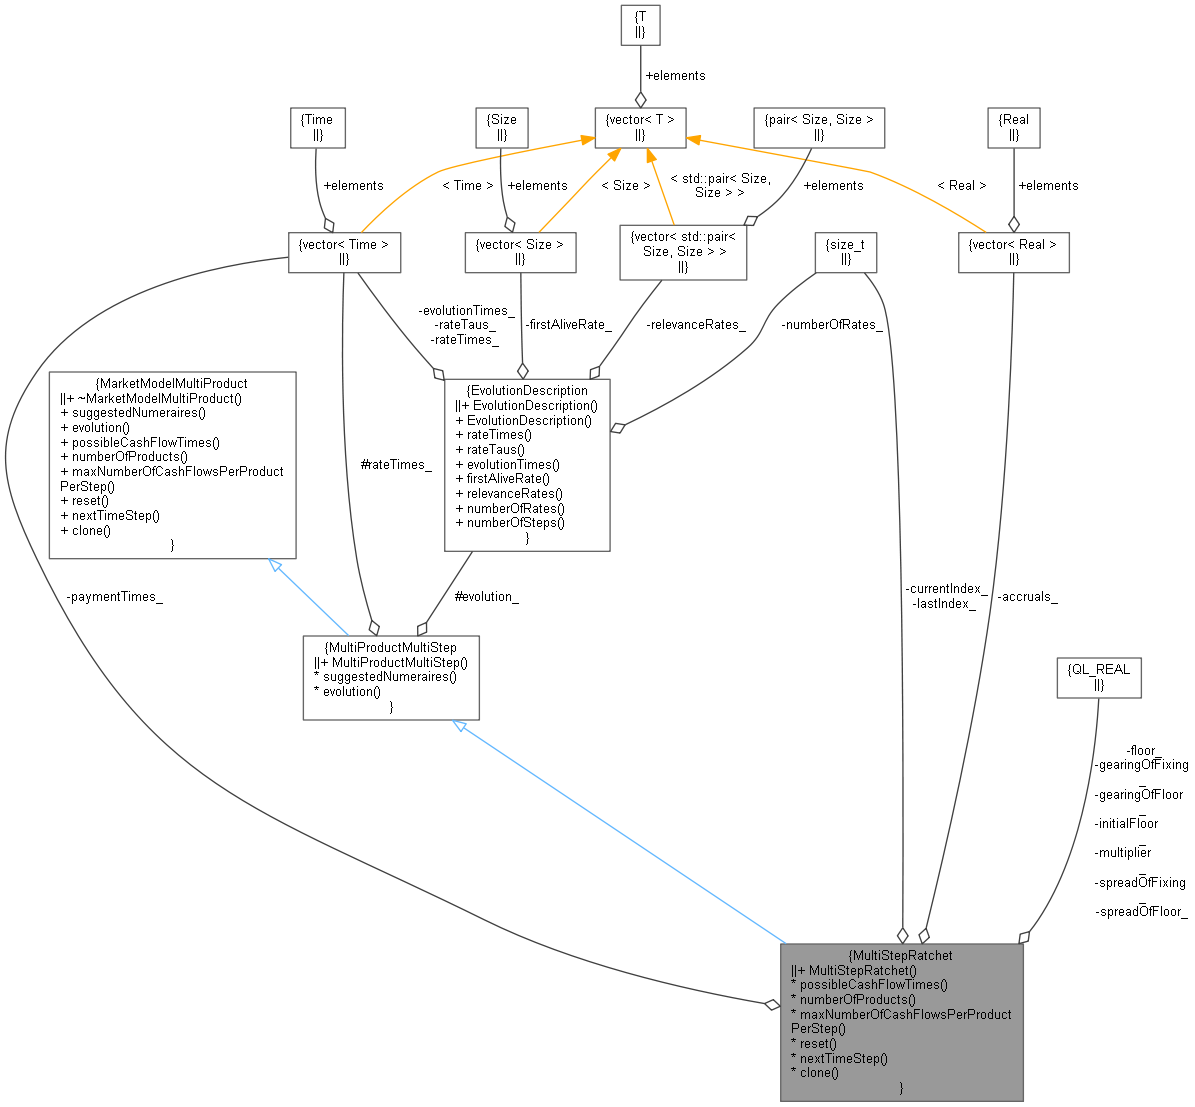 {T
||}
+elements
{Time
||}
{Size
||}
{vector< T >
||}
{pair< Size, Size >
||}
{Real
||}
+elements
< Time >
+elements
< Size >
< std::pair< Size,
Size > >
+elements
< Real >
+elements
{vector< Time >
||}
{vector< Size >
||}
{vector< std::pair<
Size, Size > >
||}
{size_t
||}
{vector< Real >
||}
-evolutionTimes_
-rateTaus_
-rateTimes_
-firstAliveRate_
-relevanceRates_
-numberOfRates_
{MarketModelMultiProduct
||+ ~MarketModelMultiProduct()
+ suggestedNumeraires()
+ evolution()
+ possibleCashFlowTimes()
+ numberOfProducts()
+ maxNumberOfCashFlowsPerProduct
PerStep()
+ reset()
+ nextTimeStep()
+ clone()
}
#rateTimes_
{EvolutionDescription
||+ EvolutionDescription()
+ EvolutionDescription()
+ rateTimes()
+ rateTaus()
+ evolutionTimes()
+ firstAliveRate()
+ relevanceRates()
+ numberOfRates()
+ numberOfSteps()
}
-paymentTimes_
#evolution_
-currentIndex_
-lastIndex_
-accruals_
{MultiProductMultiStep
||+ MultiProductMultiStep()
* suggestedNumeraires()
* evolution()
}
{QL_REAL
||}
-floor_
-gearingOfFixing
_
-gearingOfFloor
_
-initialFloor
_
-multiplier
_
-spreadOfFixing
_
-spreadOfFloor_
{MultiStepRatchet
||+ MultiStepRatchet()
* possibleCashFlowTimes()
* numberOfProducts()
* maxNumberOfCashFlowsPerProduct
PerStep()
* reset()
* nextTimeStep()
* clone()
}